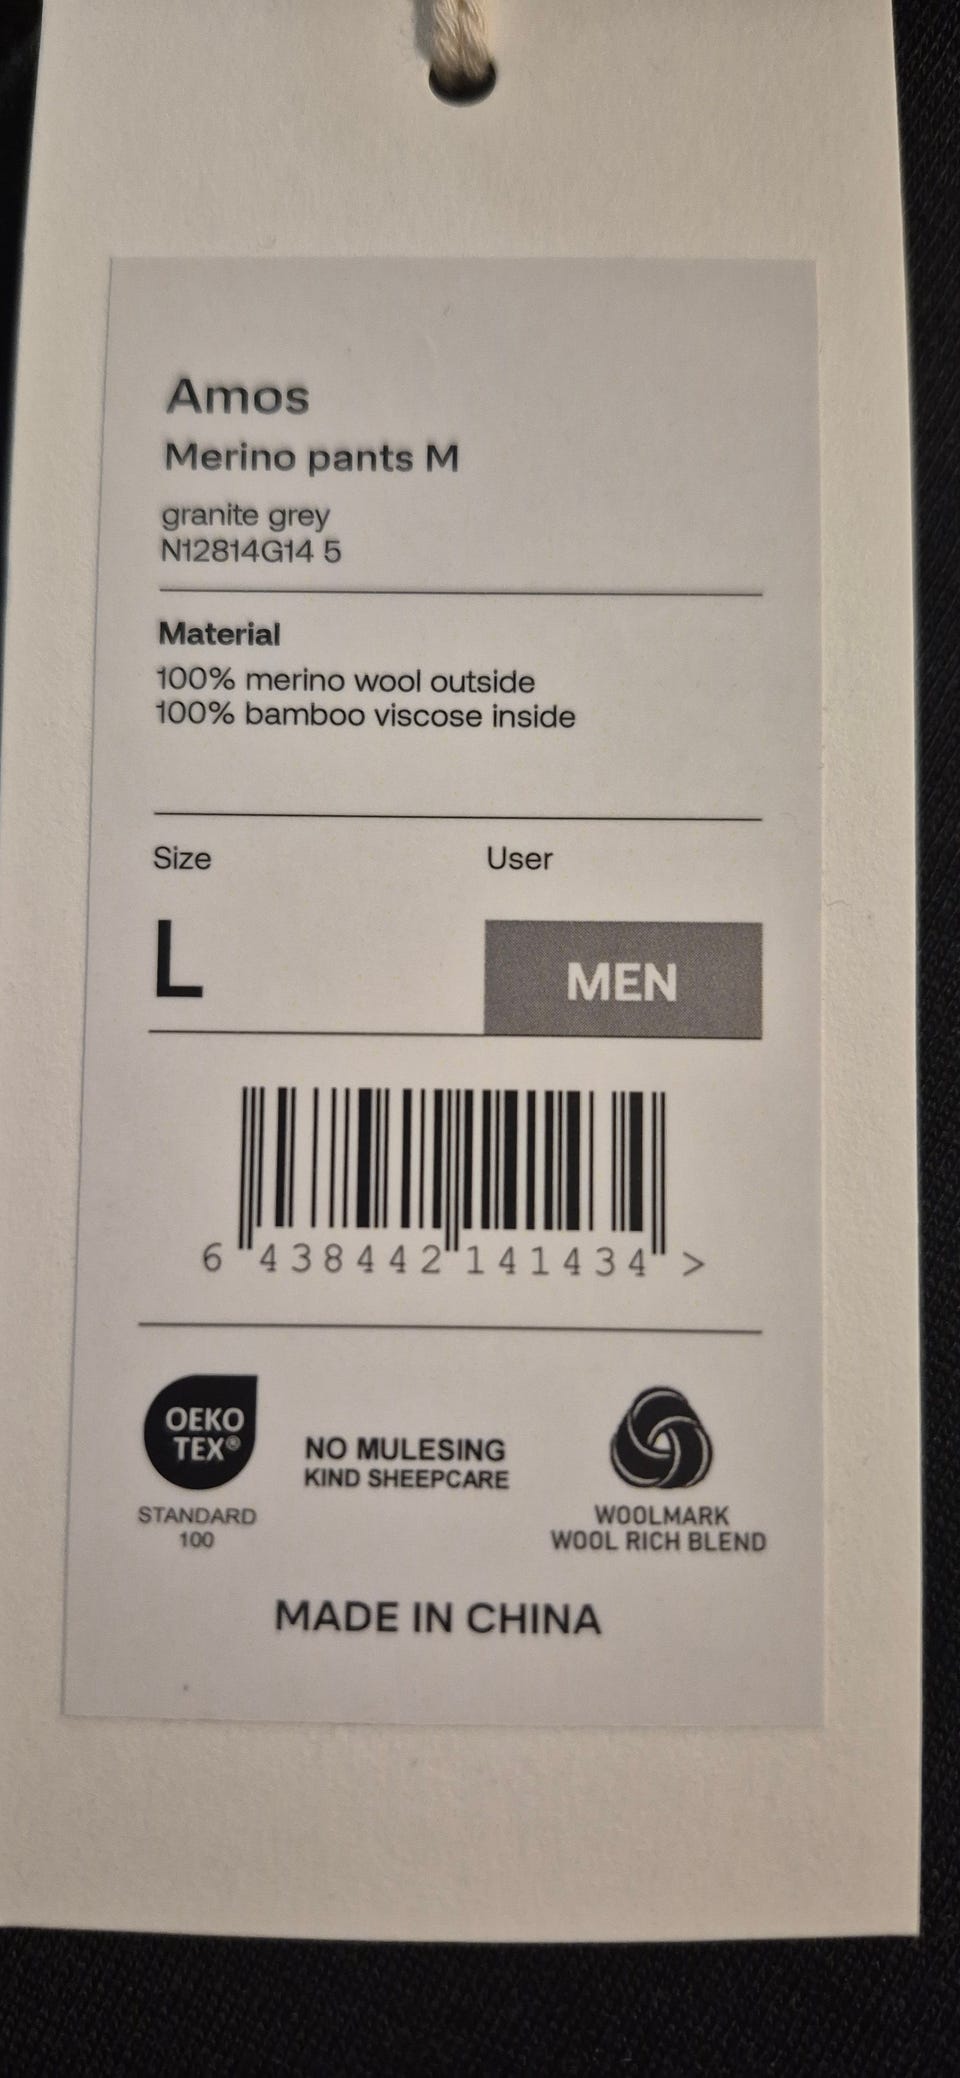 Amos
Merino pants M
granite grey
N12814G14 5
Material
100% merino wool outside
100% bamboo viscose inside
Size
User
L
MEN
6 438442 141434 >
OEKO
TEX®
STANDARD
100
NO MULESING
KIND SHEEPCARE
WOOLMARK
WOOL RICH BLEND
MADE IN CHINA